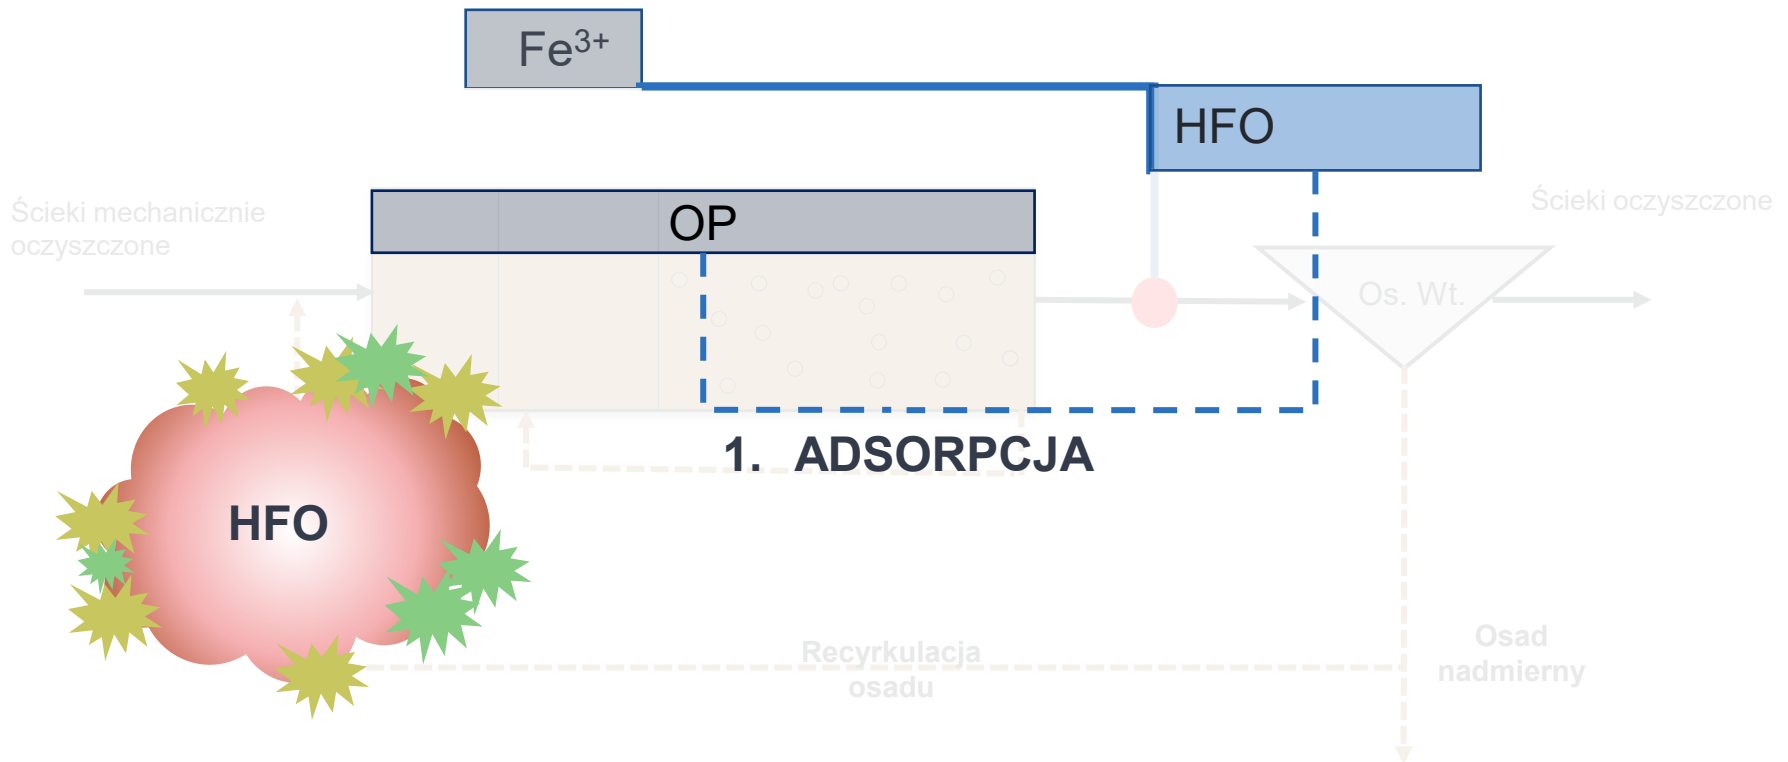 Fe³⁺
HFO
Ścieki mechanicznie
oczyszczone
OP
Ścieki oczyszczone
Os. Wt.
1. ADSORPCJA
HFO
Recyrkulacja
osadu
Osad
nadmierny